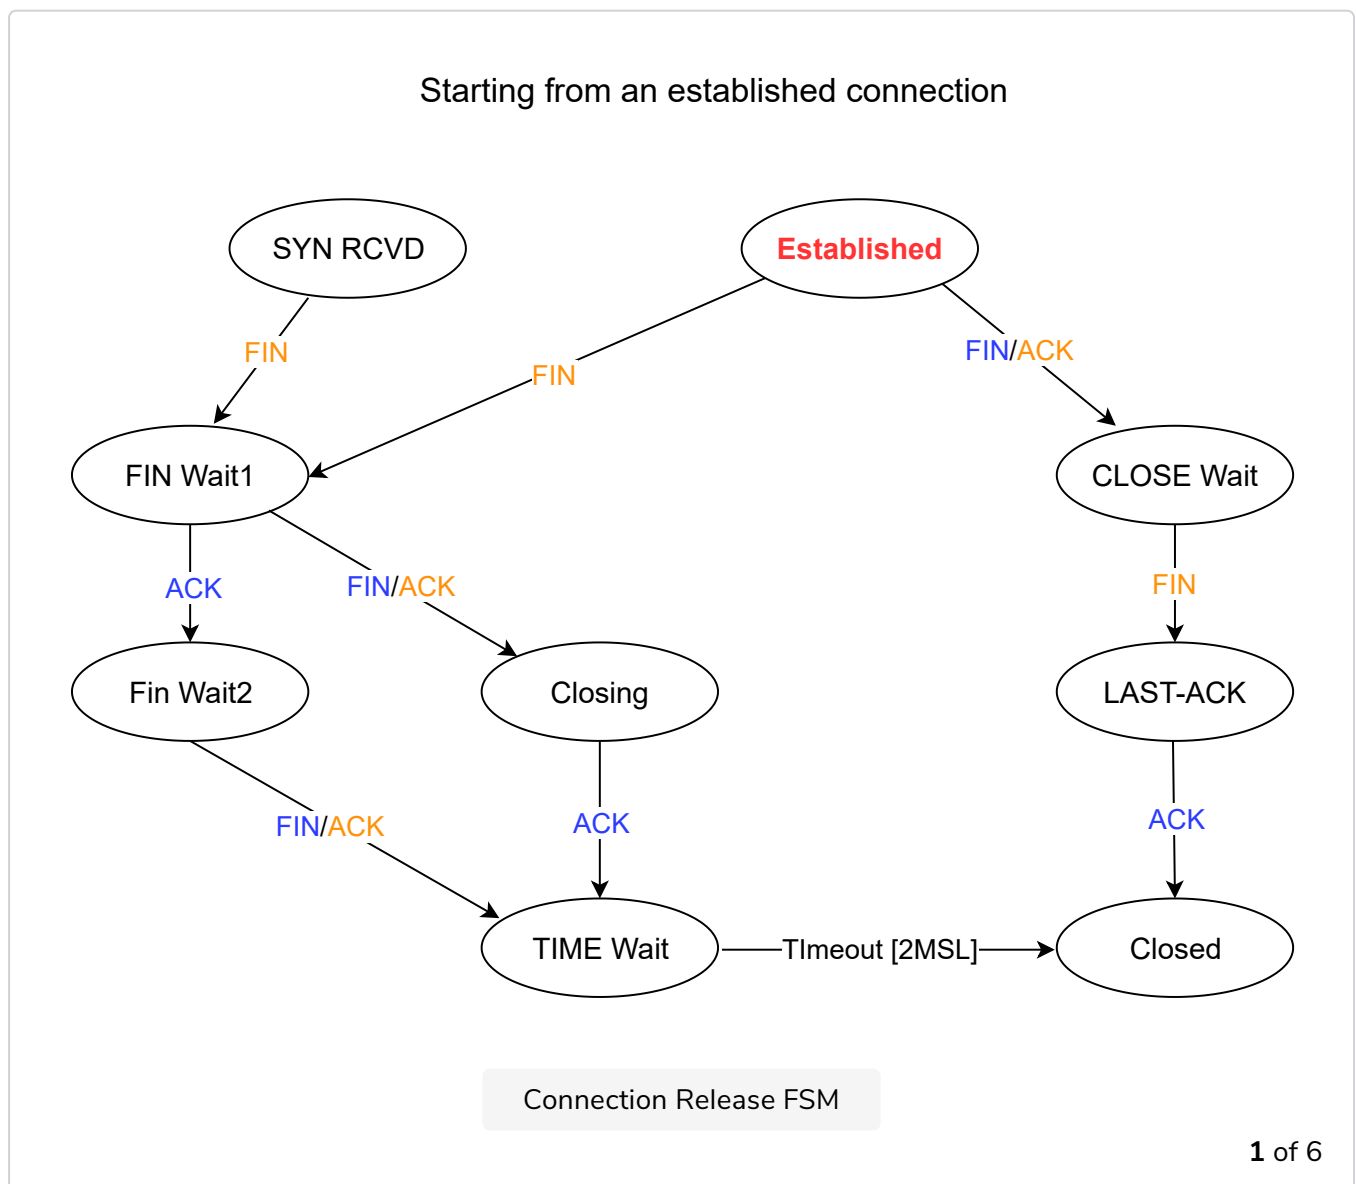 Starting from an established connection
SYN RCVD
Established
FIN
FIN/ACK
FIN
FIN Wait1
CLOSE Wait
ACK
FIN/ACK
FIN
Fin Wait2
Closing
LAST-ACK
FIN/ACK
ACK
ACK
TIME Wait
TImeout [2MSL]
Closed
Connection Release FSM
1 of 6